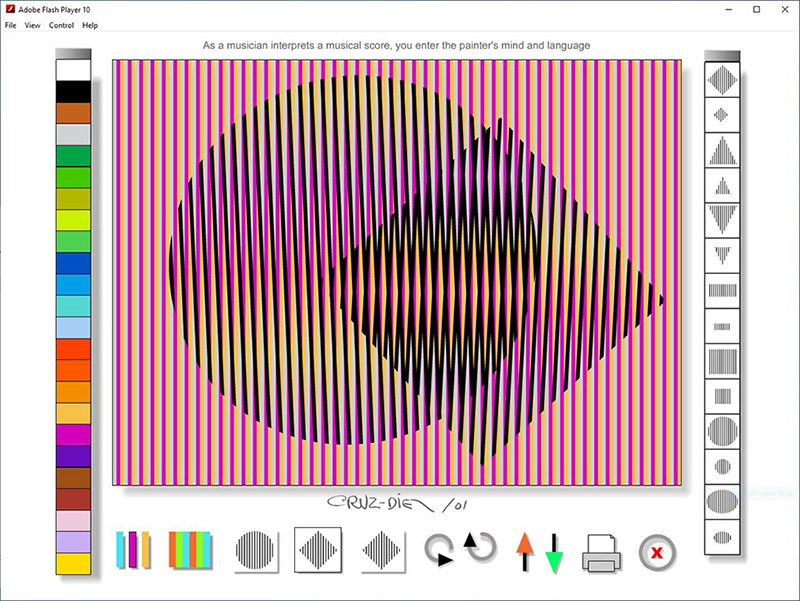 Adobe Flash Player 10
File View Control Help
As a musician interprets a musical score, you enter the painter's mind and language
CRUZ-DIEZ /01
X